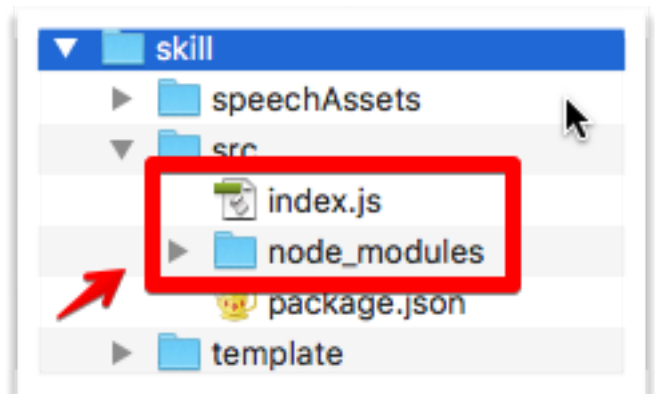 skill
speechAssets
src
index.js
node_modules
package.json
template